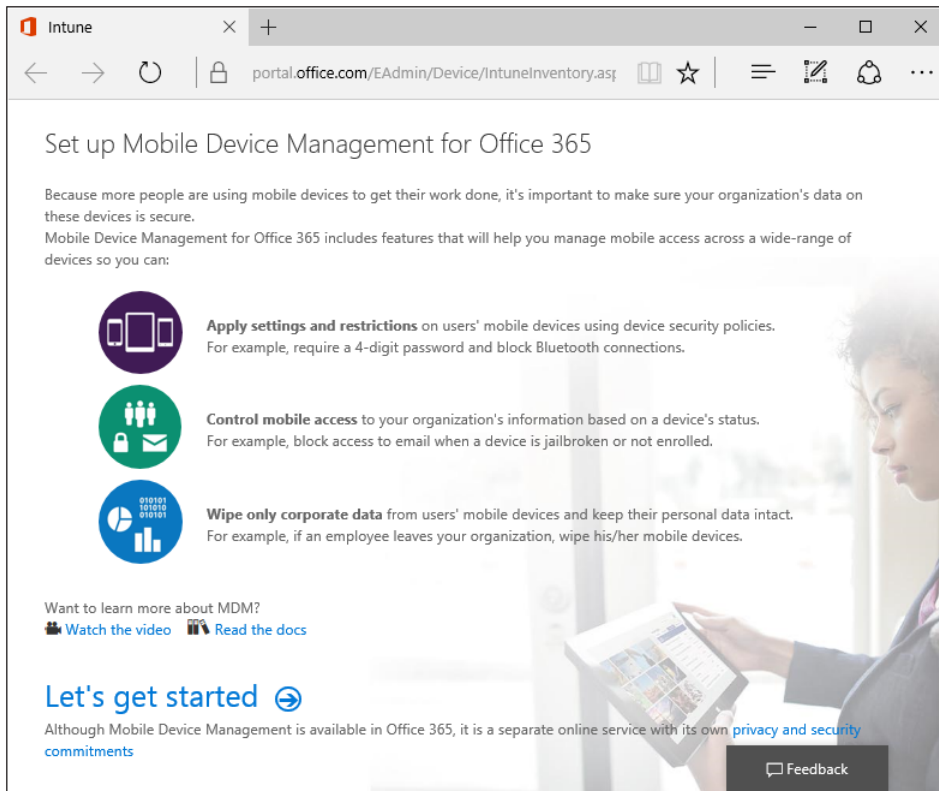 Intune
portal.office.com/EAdmin/Device/IntuneInventory.asp
Set up Mobile Device Management for Office 365
Because more people are using mobile devices to get their work done, it's important to make sure your organization's data on
these devices is secure.
Mobile Device Management for Office 365 includes features that will help you manage mobile access across a wide-range of
devices so you can:
Apply settings and restrictions on users' mobile devices using device security policies.
For example, require a 4-digit password and block Bluetooth connections.
Control mobile access to your organization's information based on a device's status.
For example, block access to email when a device is jailbroken or not enrolled.
010101
101010
010101
Wipe only corporate data from users' mobile devices and keep their personal data intact.
For example, if an employee leaves your organization, wipe his/her mobile devices.
Want to learn more about MDM?
Watch the video Read the docs
Let's get started
Although Mobile Device Management is available in Office 365, it is a separate online service with its own privacy and security
commitments
Feedback